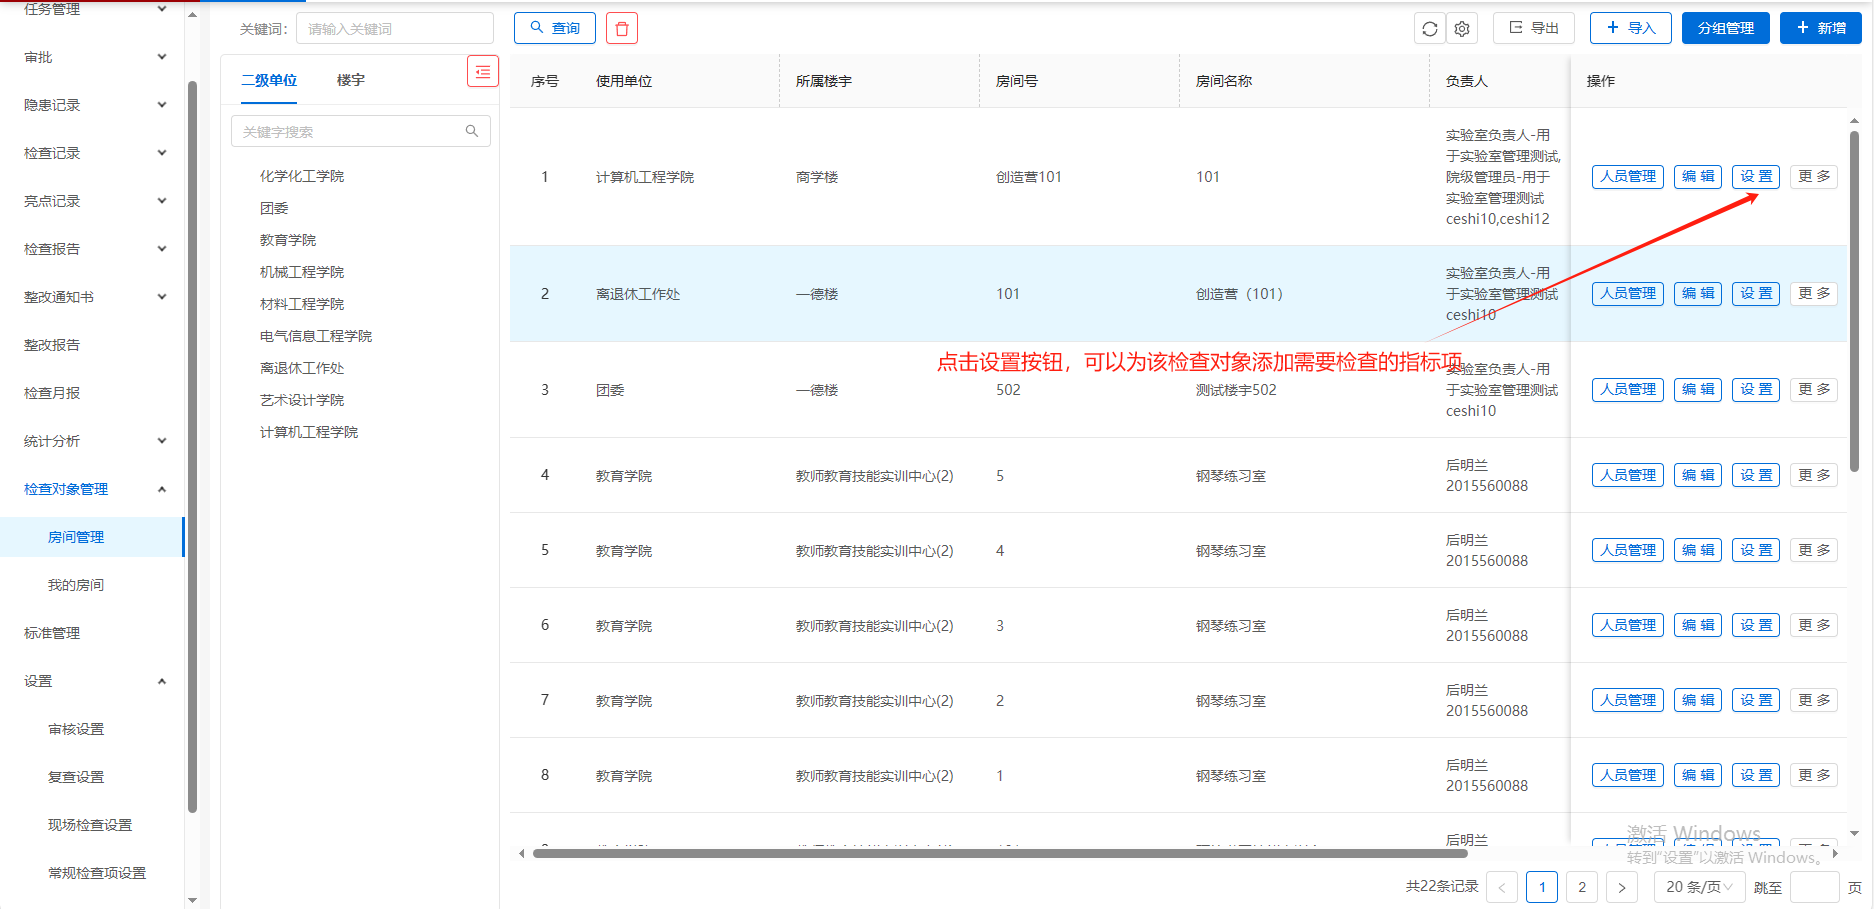 任务管理
审批
隐患记录
检查记录
亮点记录
检查报告
整改通知书
整改报告
检查月报
统计分析
检查对象管理
房间管理
我的房间
标准管理
设置
审核设置
复查设置
现场检查设置
常规检查项设置
关键词: 请输入关键词 查询 导出 + 导入 分组管理 + 新增
二级单位 楼宇
关键字搜索
化学化工学院
团委
教育学院
机械工程学院
材料工程学院
电气信息工程学院
离退休工作处
艺术设计学院
计算机工程学院
序号 使用单位 所属楼宇 房间号 房间名称 负责人 操作
1 计算机工程学院 商学楼 创造营101 101 实验室负责人-用
于实验室管理测试,
院级管理员-用于
实验室管理测试
ceshi10,ceshi12
人员管理 编 辑 设 置 更 多
2 离退休工作处 一德楼 101 创造营（101） 实验室负责人-用
于实验室管理测试
ceshi10
人员管理 编 辑 设 置 更 多
点击设置按钮，可以为该检查对象添加需要检查的指标项
3 团委 一德楼 502 测试楼宇502 实验室负责人-用
于实验室管理测试
ceshi10
人员管理 编 辑 设 置 更 多
4 教育学院 教师教育技能实训中心(2) 5 钢琴练习室 后明兰
2015560088
人员管理 编 辑 设 置 更 多
5 教育学院 教师教育技能实训中心(2) 4 钢琴练习室 后明兰
2015560088
人员管理 编 辑 设 置 更 多
6 教育学院 教师教育技能实训中心(2) 3 钢琴练习室 后明兰
2015560088
人员管理 编 辑 设 置 更 多
7 教育学院 教师教育技能实训中心(2) 2 钢琴练习室 后明兰
2015560088
人员管理 编 辑 设 置 更 多
8 教育学院 教师教育技能实训中心(2) 1 钢琴练习室 后明兰
2015560088
人员管理 编 辑 设 置 更 多
后明兰
激活 Windows
转到"设置"以激活 Windows。
共22条记录 < 1 2 > 20 条/页 跳至 页